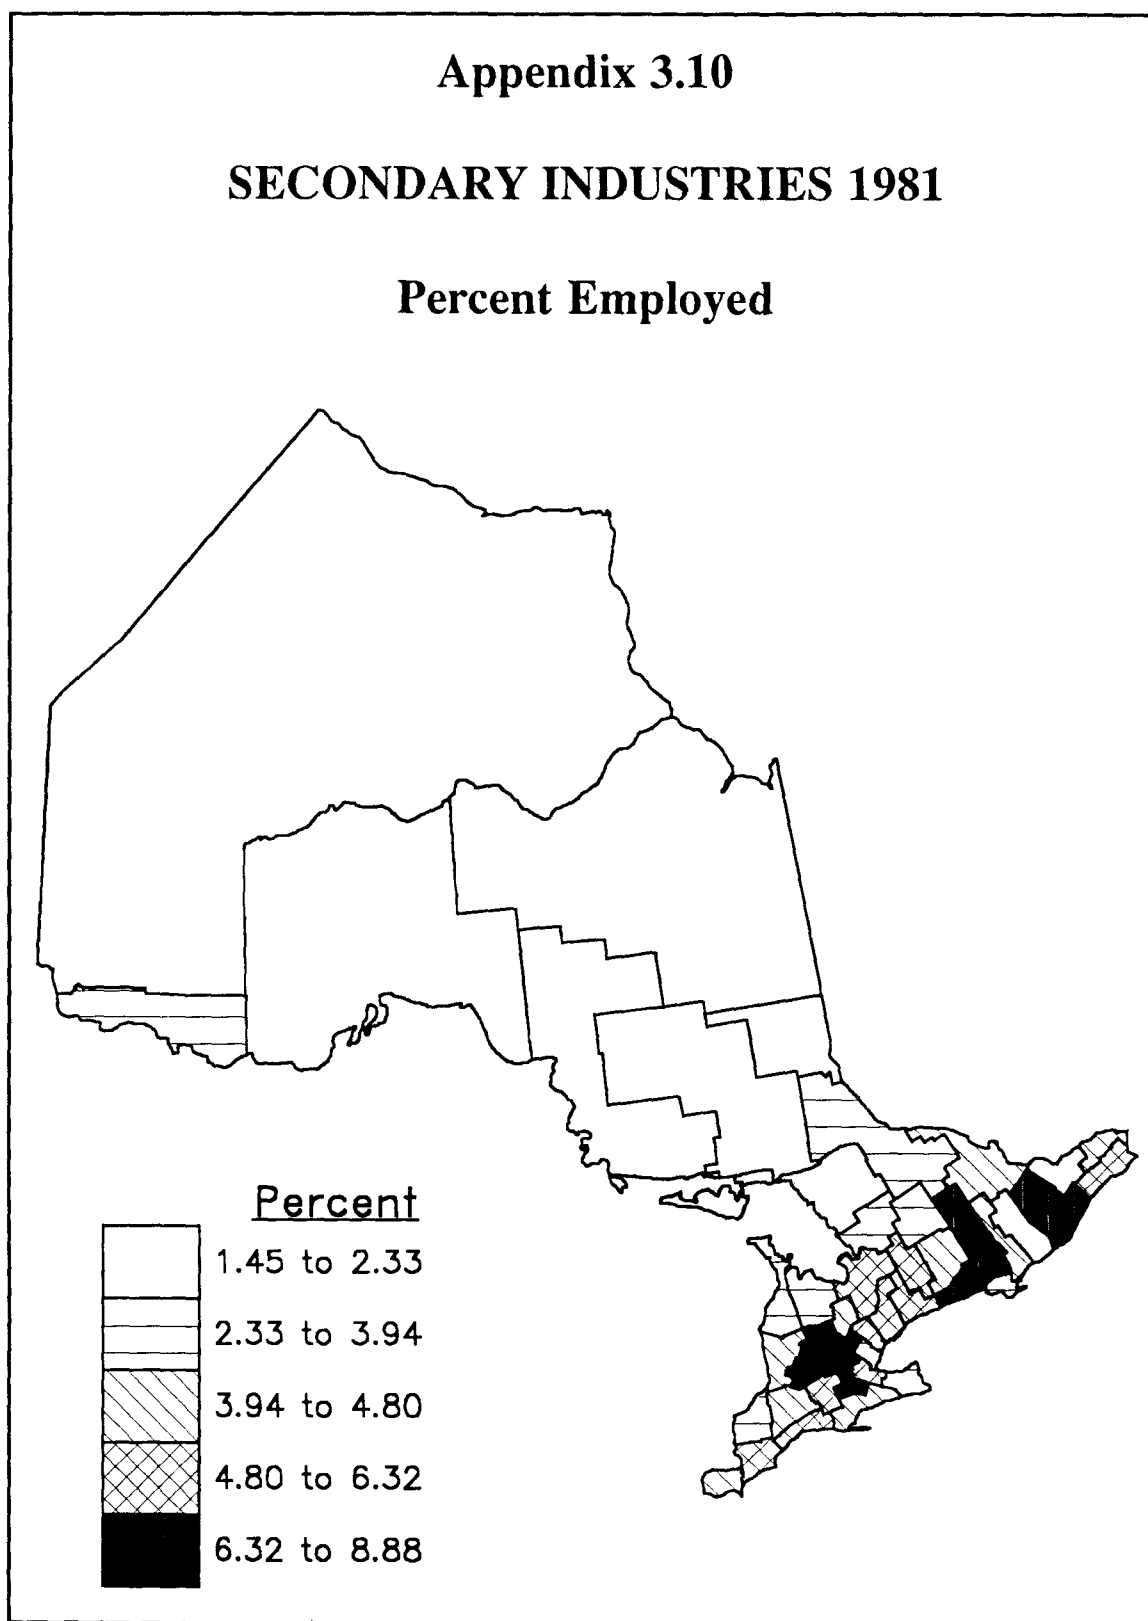 Appendix 3.10
SECONDARY INDUSTRIES 1981
Percent Employed
Percent
1.45 to 2.33
2.33 to 3.94
3.94 to 4.80
4.80 to 6.32
6.32 to 8.88